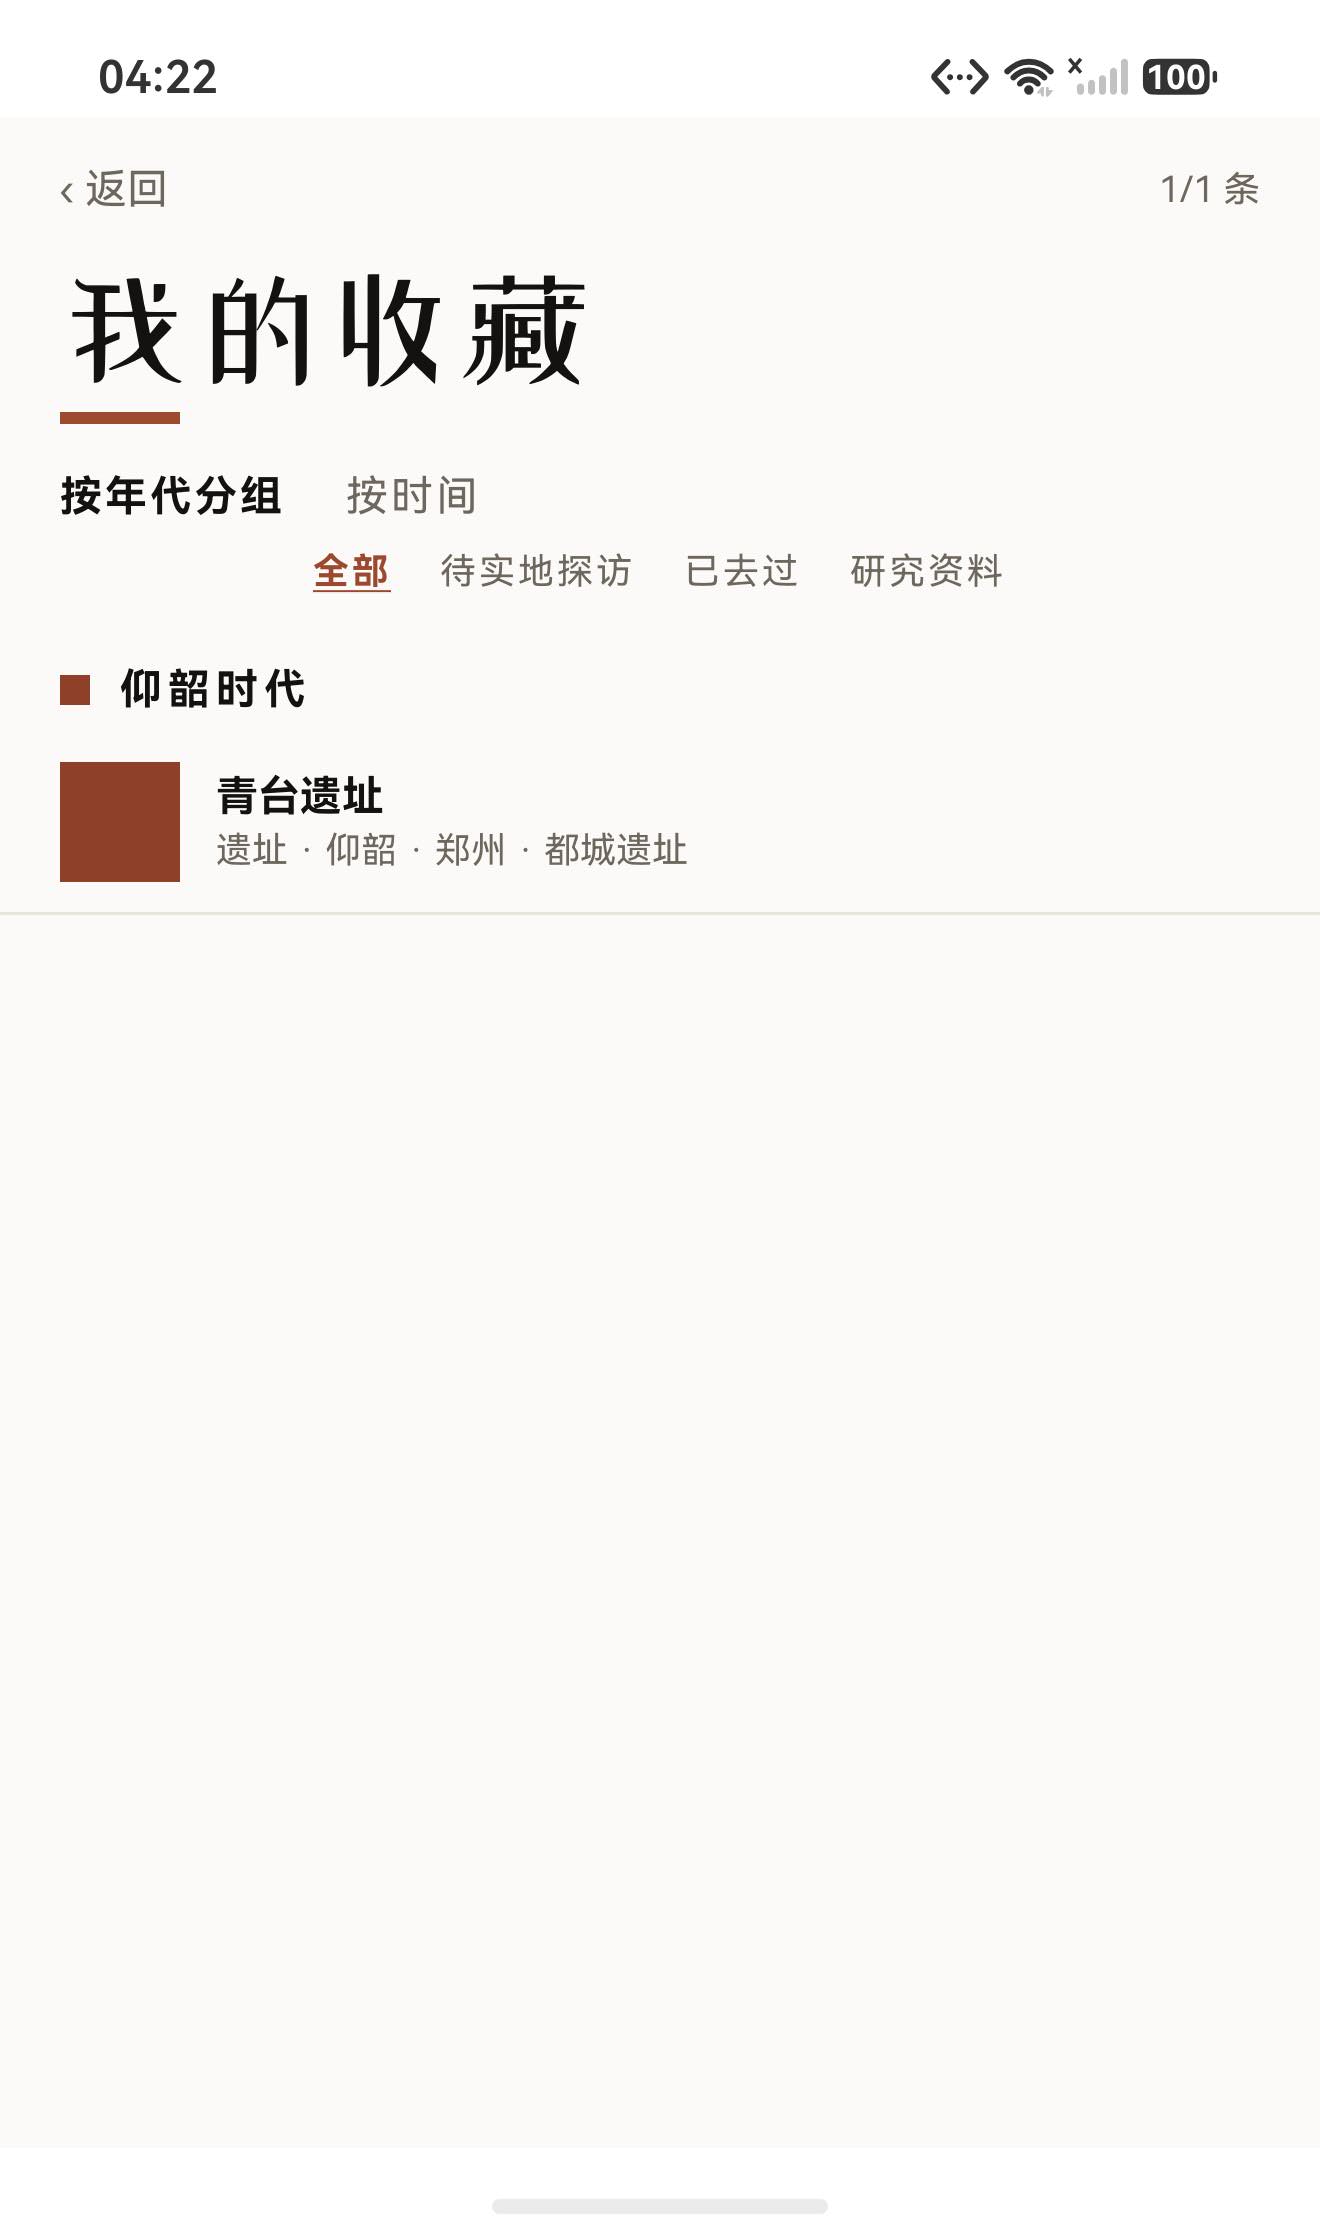 04:22
100
‹ 返回
1/1 条
我的收藏
按年代分组 按时间
全部 待实地探访 已去过 研究资料
仰韶时代
青台遗址
遗址 · 仰韶 · 郑州 · 都城遗址